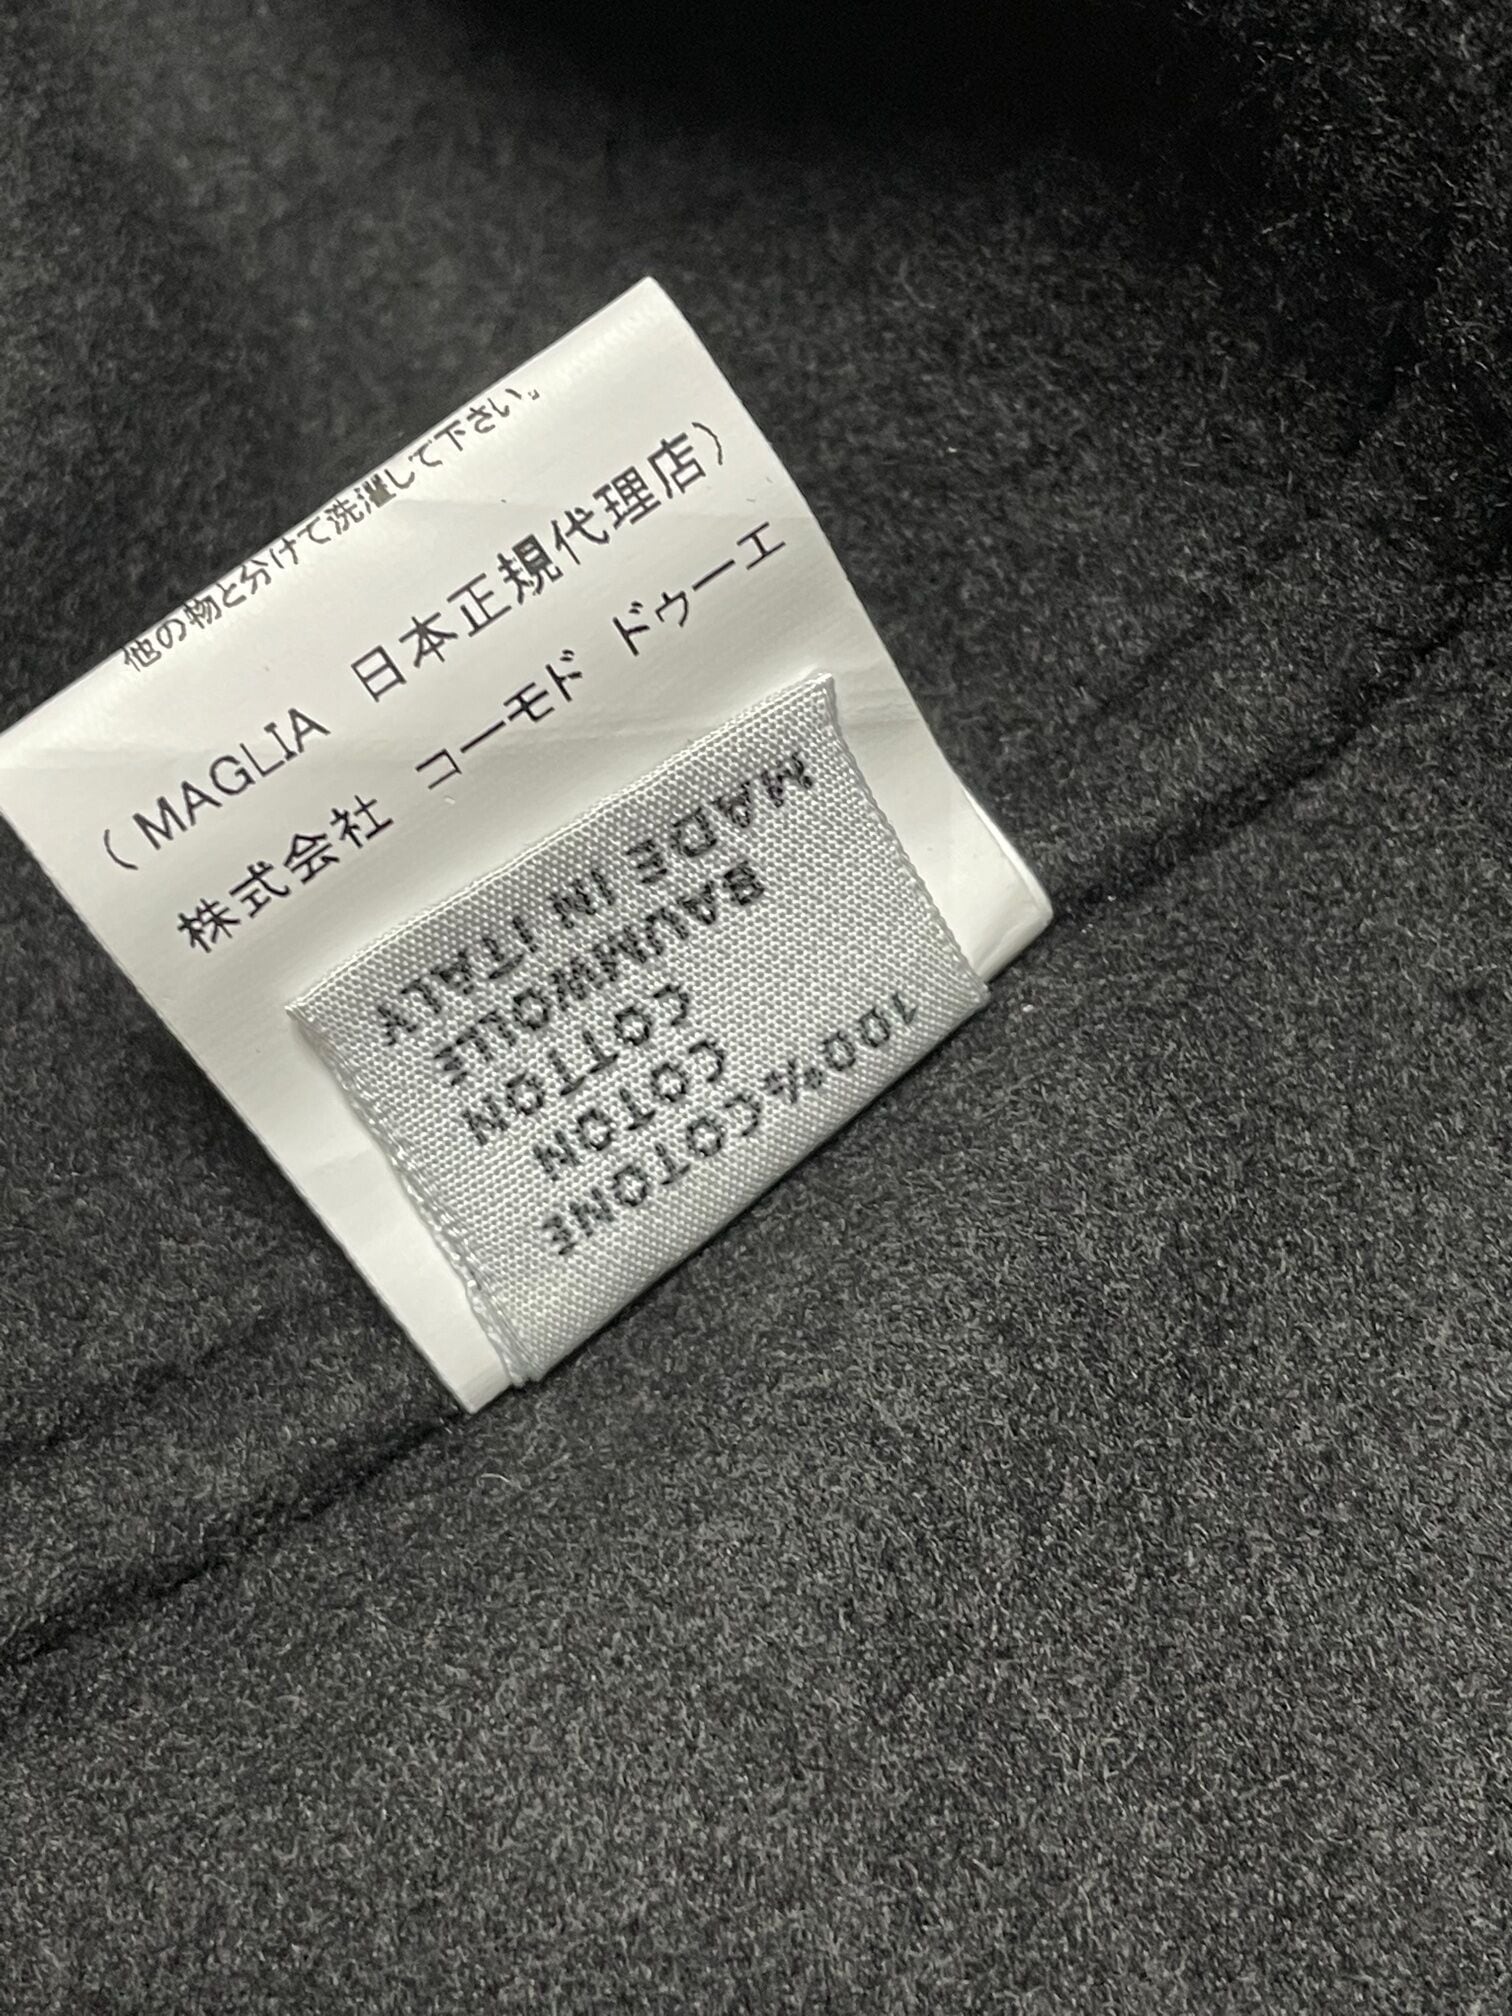 他の物と分けて洗濯して下さい。
(MAGLIA 日本正規代理店)
株式会社 コーモド ドゥーエ
100%COTONE
COTON
COTTON
BAUMWOLLE
MADE IN ITALY